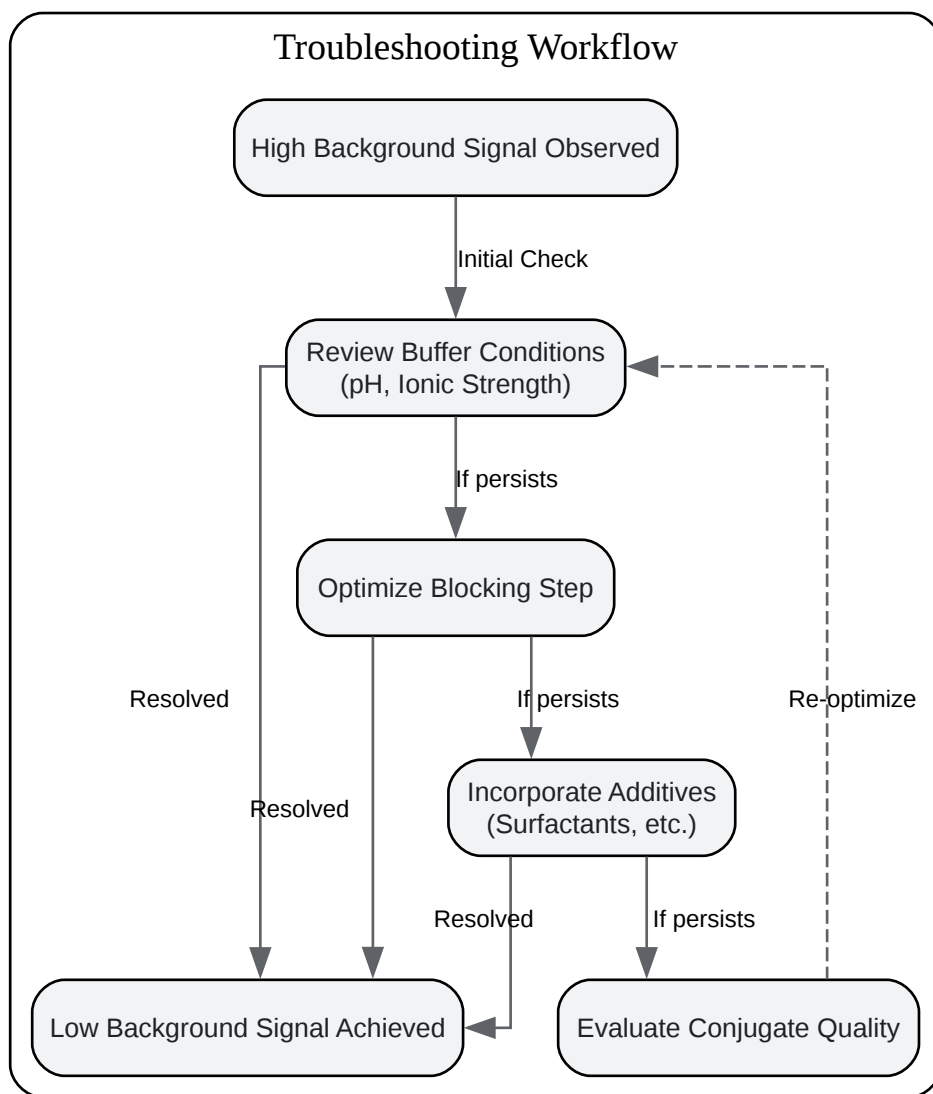 Troubleshooting Workflow
High Background Signal Observed
Initial Check
Review Buffer Conditions
(pH, Ionic Strength)
If persists
Optimize Blocking Step
Resolved
If persists
Re-optimize
Incorporate Additives
(Surfactants, etc.)
Resolved
Resolved
If persists
Low Background Signal Achieved
Evaluate Conjugate Quality